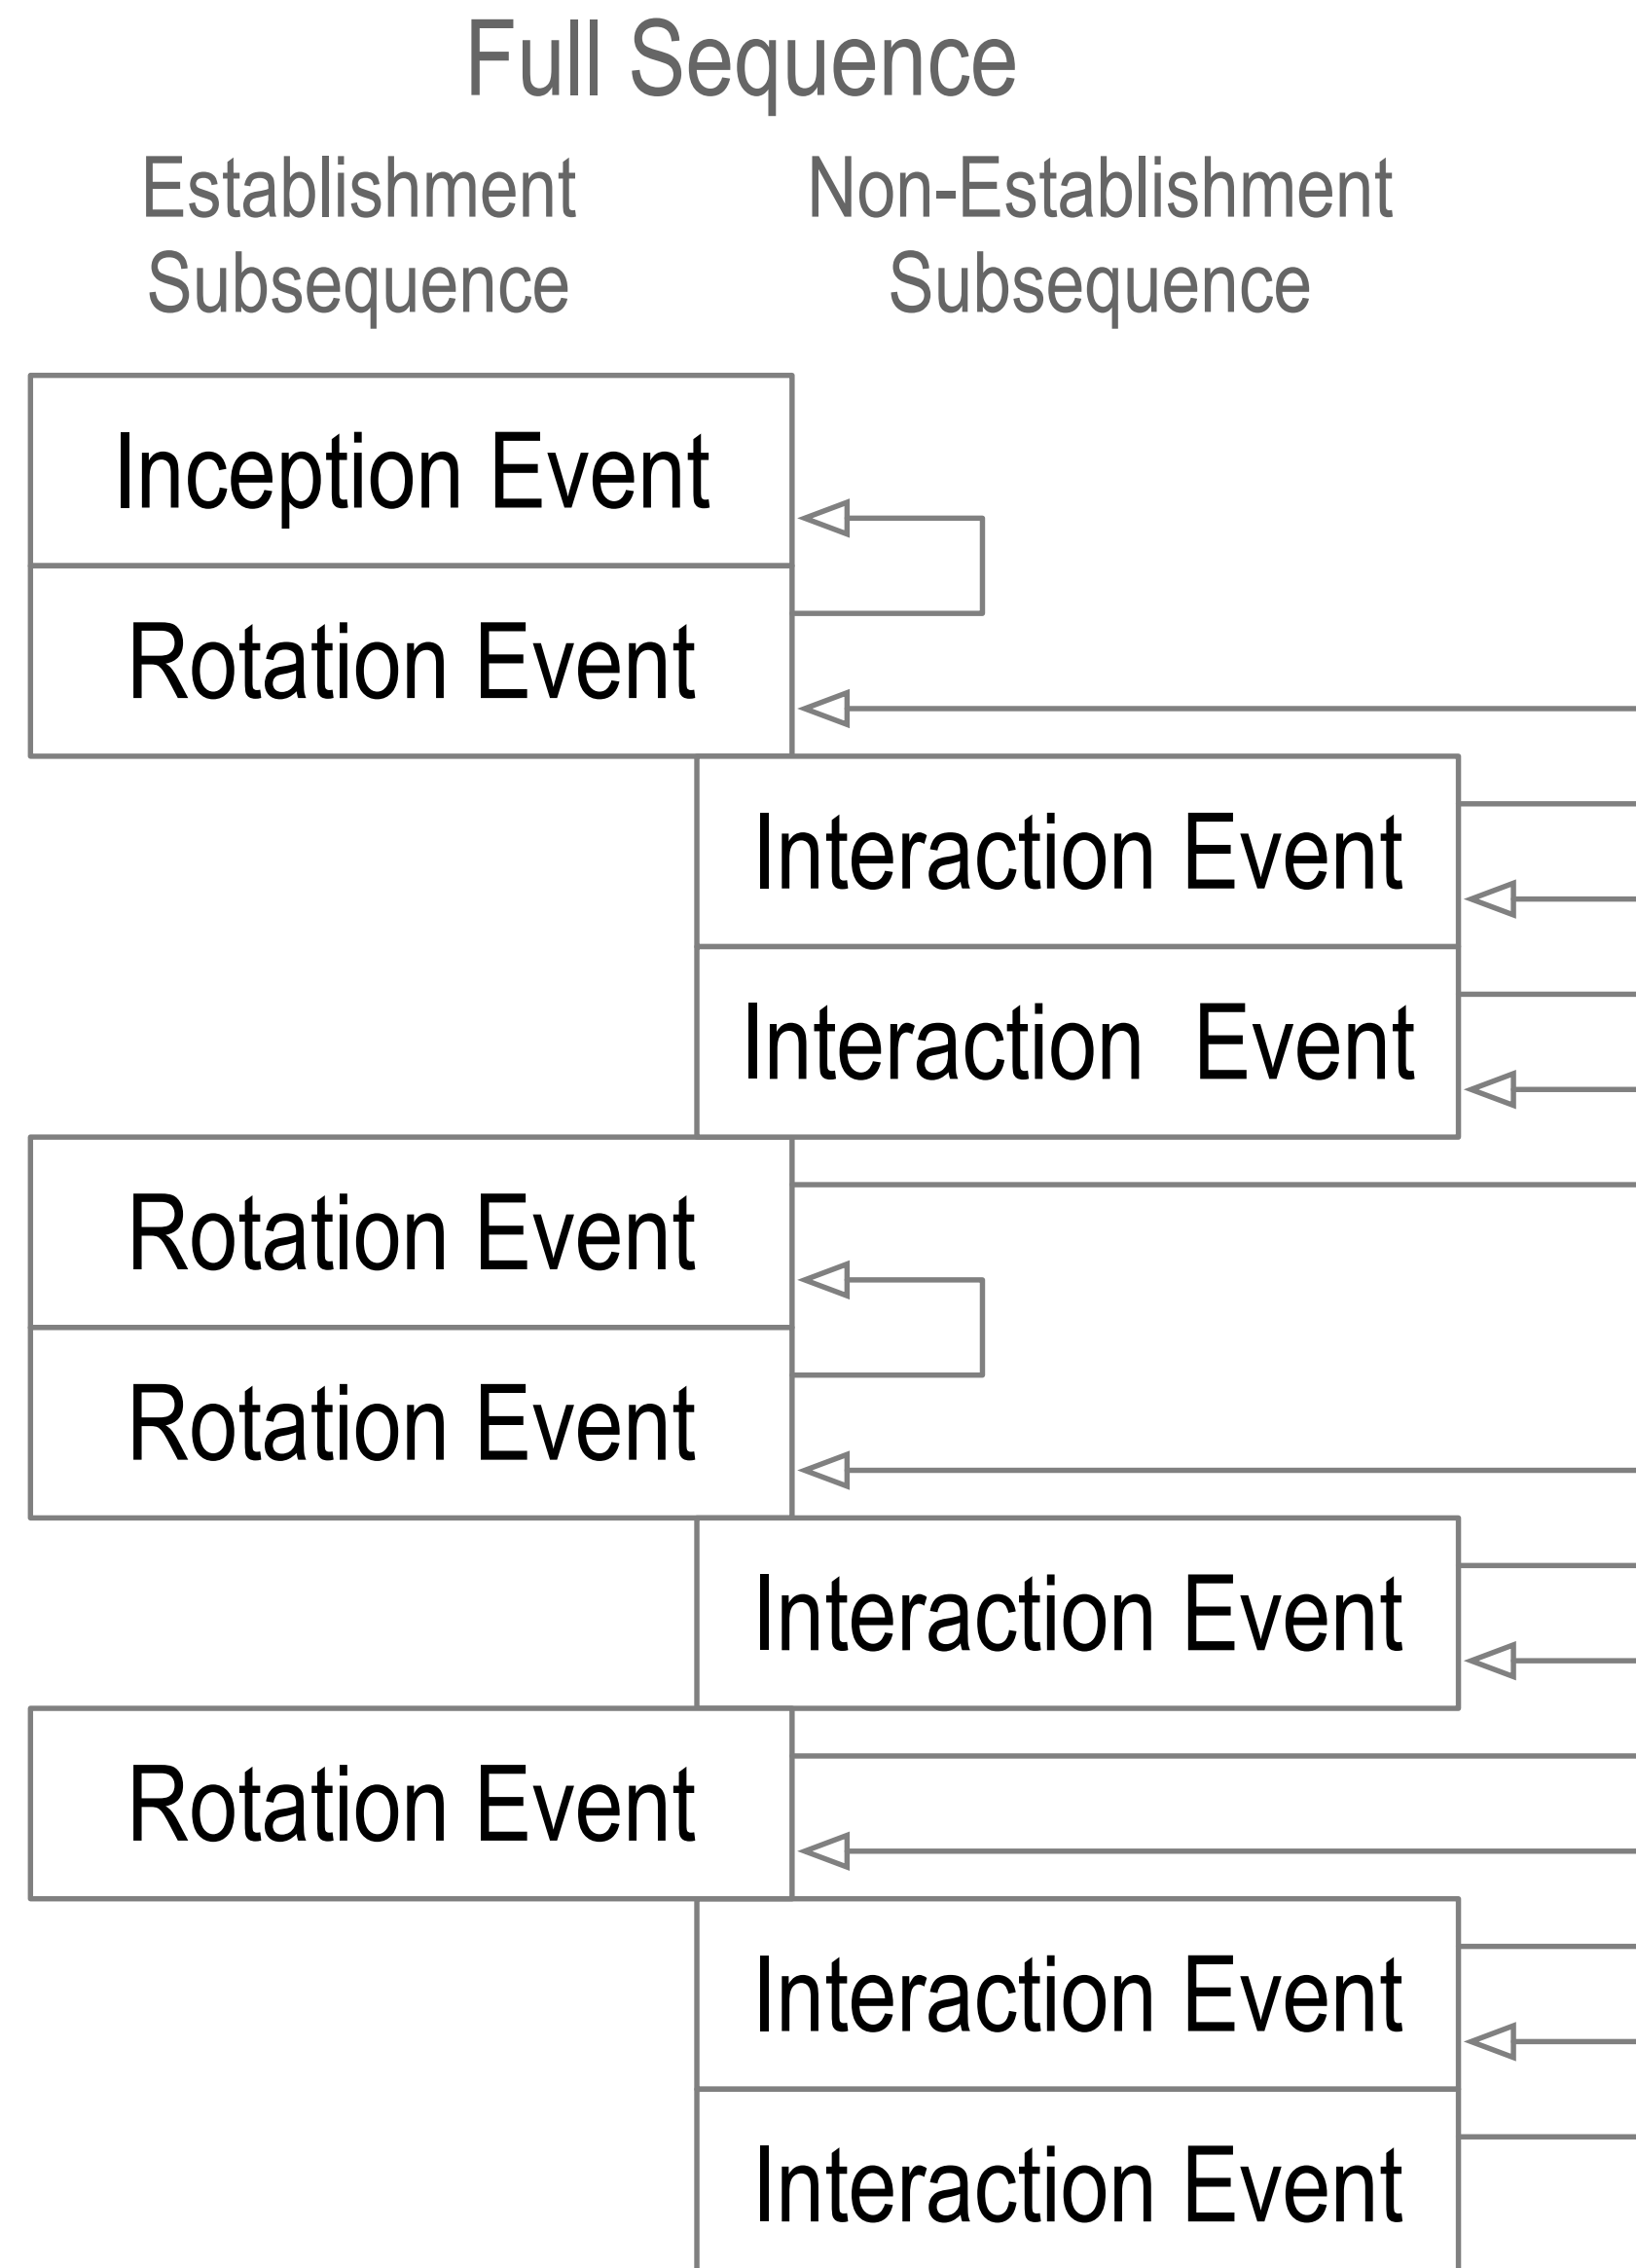 Full Sequence
Establishment
Subsequence
Non-Establishment
Subsequence
Inception Event
Rotation Event
Interaction Event
Interaction  Event
Rotation Event
Rotation Event
Interaction Event
Rotation Event
Interaction Event
Interaction Event